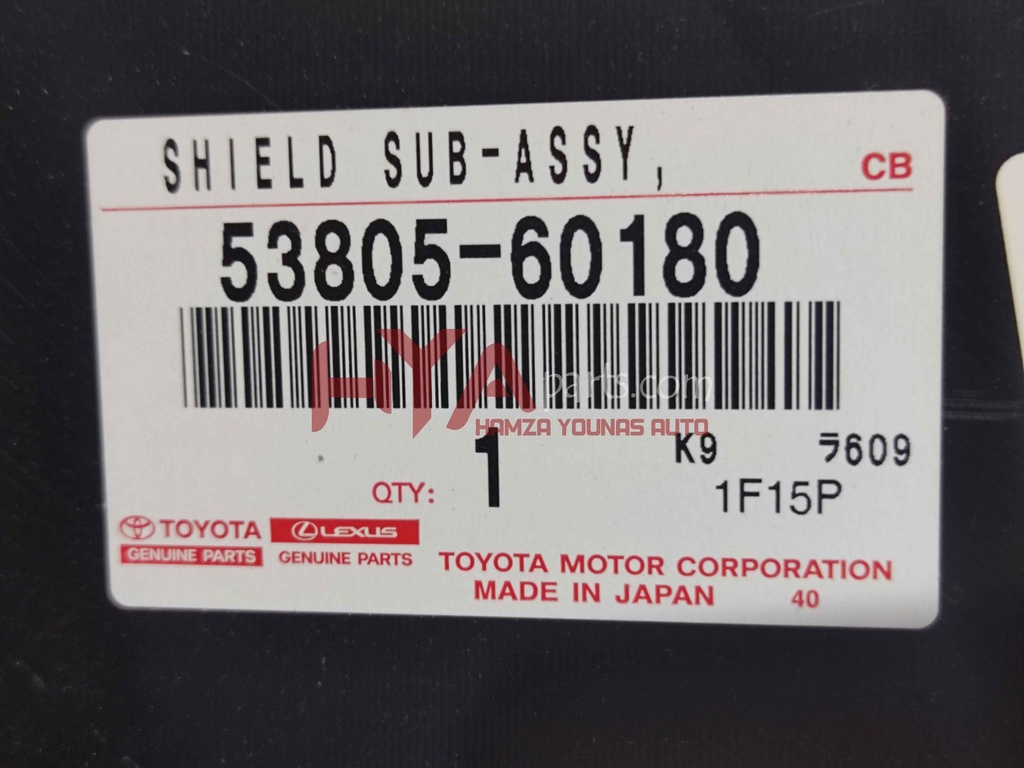 SHIELD SUB-ASSY,
CB
53805-60180
HYA parts.com
HAMZA YOUNAS AUTO
QTY: 1
K9 ラ609
1F15P
TOYOTA
GENUINE PARTS
LEXUS
GENUINE PARTS
TOYOTA MOTOR CORPORATION
MADE IN JAPAN 40